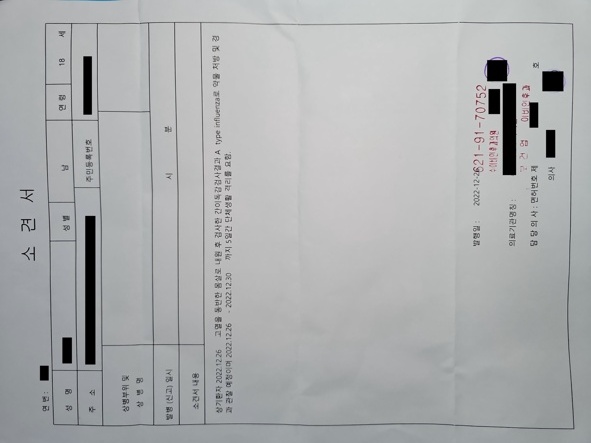 소 견 서
연 번 :
성 명 성별 남 연령 18 세
주 소 주민등록번호
상병부위 및
상 병 명
발병 (신고) 일시 시 분
소견서 내용
상기환자 2022.12.26 고열을 동반한 몸살로 내원 후 검사한 간이독감검사결과 A type influenza로 약물 처방 및 경
과 관찰 예정이며 2022.12.26 - 2022.12.30 까지 5일간 단체생활 격리를 요함.
발행일 : 2022-12-26
621-91-70752
의료기관명칭 :
이비인후과
담 당 의 사 : 면허번호 제 호
의사